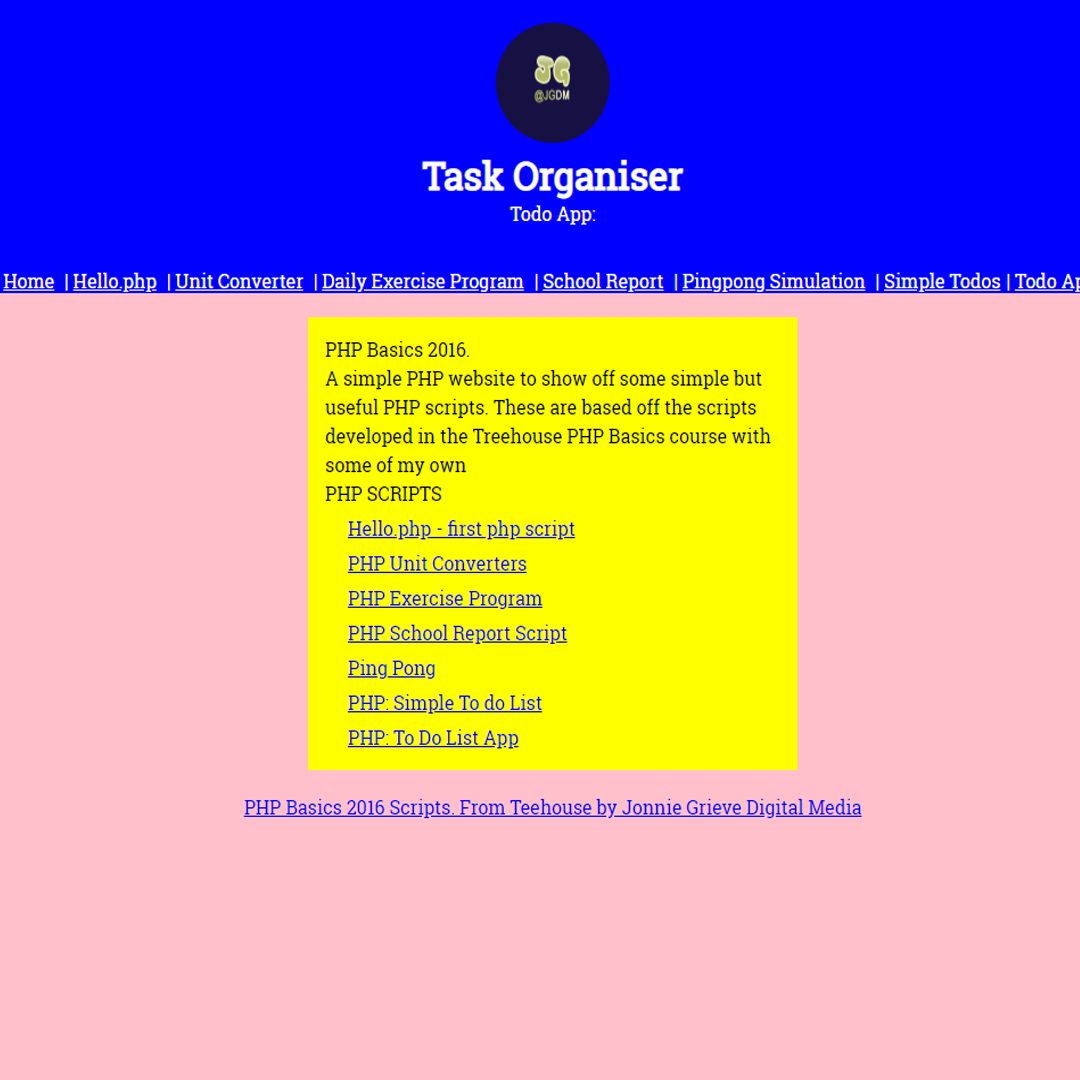 JG
@JGDM
Task Organiser
Todo App:
Home | Hello.php | Unit Converter | Daily Exercise Program | School Report | Pingpong Simulation | Simple Todos | Todo
PHP Basics 2016.
A simple PHP website to show off some simple but
useful PHP scripts. These are based off the scripts
developed in the Treehouse PHP Basics course with
some of my own
PHP SCRIPTS
Hello.php - first php script
PHP Unit Converters
PHP Exercise Program
PHP School Report Script
Ping Pong
PHP: Simple To do List
PHP: To Do List App
PHP Basics 2016 Scripts. From Teehouse by Jonnie Grieve Digital Media